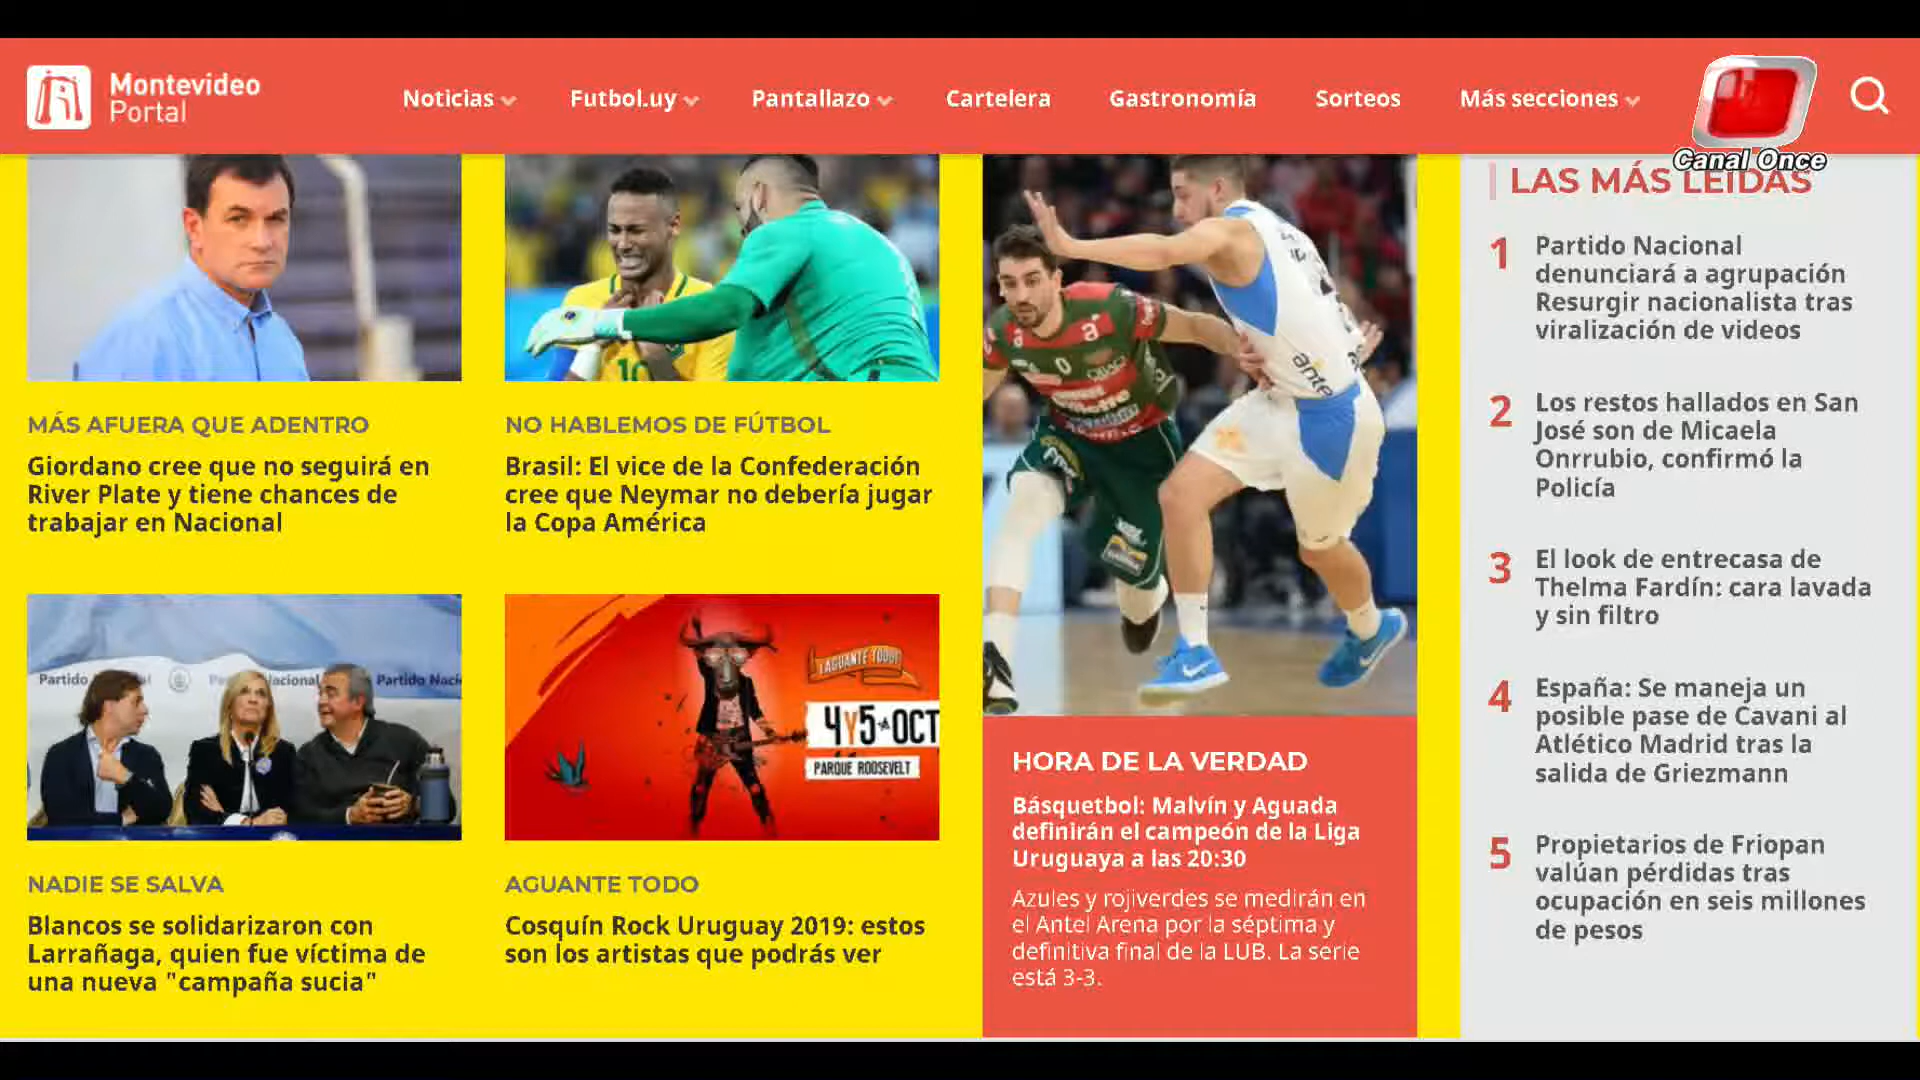 Montevideo
Portal
Noticias
Futbol.uy
Pantallazo
Cartelera
Gastronomía
Sorteos
Más secciones
Canal Once
MÁS AFUERA QUE ADENTRO
Giordano cree que no seguirá en
River Plate y tiene chances de
trabajar en Nacional
10
NO HABLEMOS DE FÚTBOL
Brasil: El vice de la Confederación
cree que Neymar no debería jugar
la Copa América
Partido Nacional
NADIE SE SALVA
Blancos se solidarizaron con
Larrañaga, quien fue víctima de
una nueva "campaña sucia"
¡AGUANTE TODO!
4Y5 OCT
PARQUE ROOSEVELT
AGUANTE TODO
Cosquín Rock Uruguay 2019: estos
son los artistas que podrás ver
ante
HORA DE LA VERDAD
Básquetbol: Malvín y Aguada
definirán el campeón de la Liga
Uruguaya a las 20:30
Azules y rojiverdes se medirán en
el Antel Arena por la séptima y
definitiva final de la LUB. La serie
está 3-3.
LAS MÁS LEÍDAS
1 Partido Nacional
denunciará a agrupación
Resurgir nacionalista tras
viralización de videos
2 Los restos hallados en San
José son de Micaela
Onrrubio, confirmó la
Policía
3 El look de entrecasa de
Thelma Fardín: cara lavada
y sin filtro
4 España: Se maneja un
posible pase de Cavani al
Atlético Madrid tras la
salida de Griezmann
5 Propietarios de Friopan
valúan pérdidas tras
ocupación en seis millones
de pesos